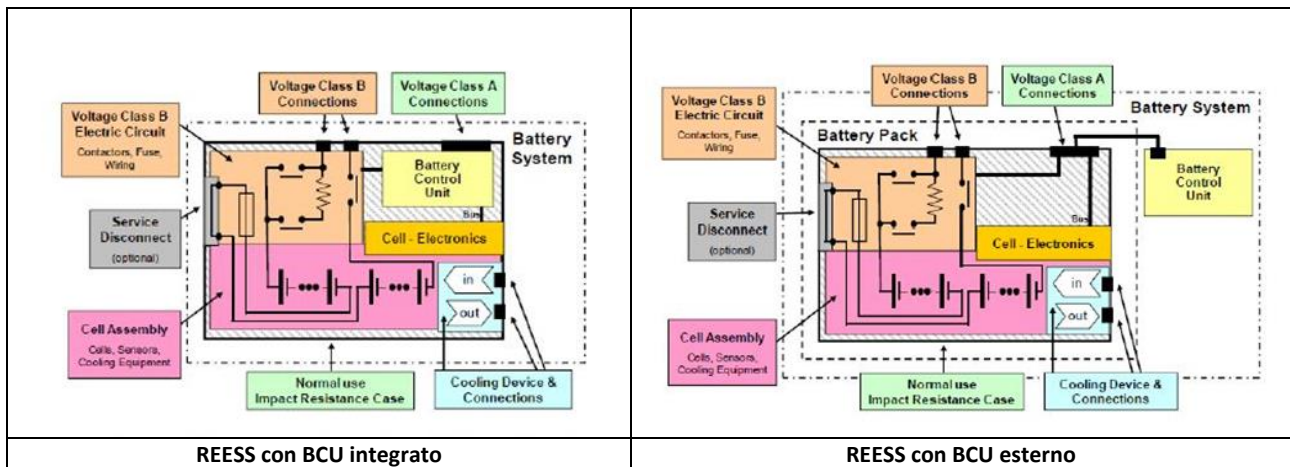 Voltage Class B
Connections
Voltage Class A
Connections
Voltage Class B
Electric Circuit
Contactors, Fuse,
Wiring
Battery
System
Battery
Control
Unit
Bus
Service
Disconnect
(optional)
Cell - Electronics
in
out
Cell Assembly
Cells, Sensors,
Cooling Equipment
Normal use
Impact Resistance Case
Cooling Device &
Connections
REESS con BCU integrato
Voltage Class B
Connections
Voltage Class A
Connections
Voltage Class B
Electric Circuit
Contactors, Fuse,
Wiring
Battery System
Battery Pack
Battery
Control
Unit
Bus
Service
Disconnect
(optional)
Cell - Electronics
in
out
Cell Assembly
Cells, Sensors,
Cooling Equipment
Normal use
Impact Resistance Case
Cooling Device &
Connections
REESS con BCU esterno